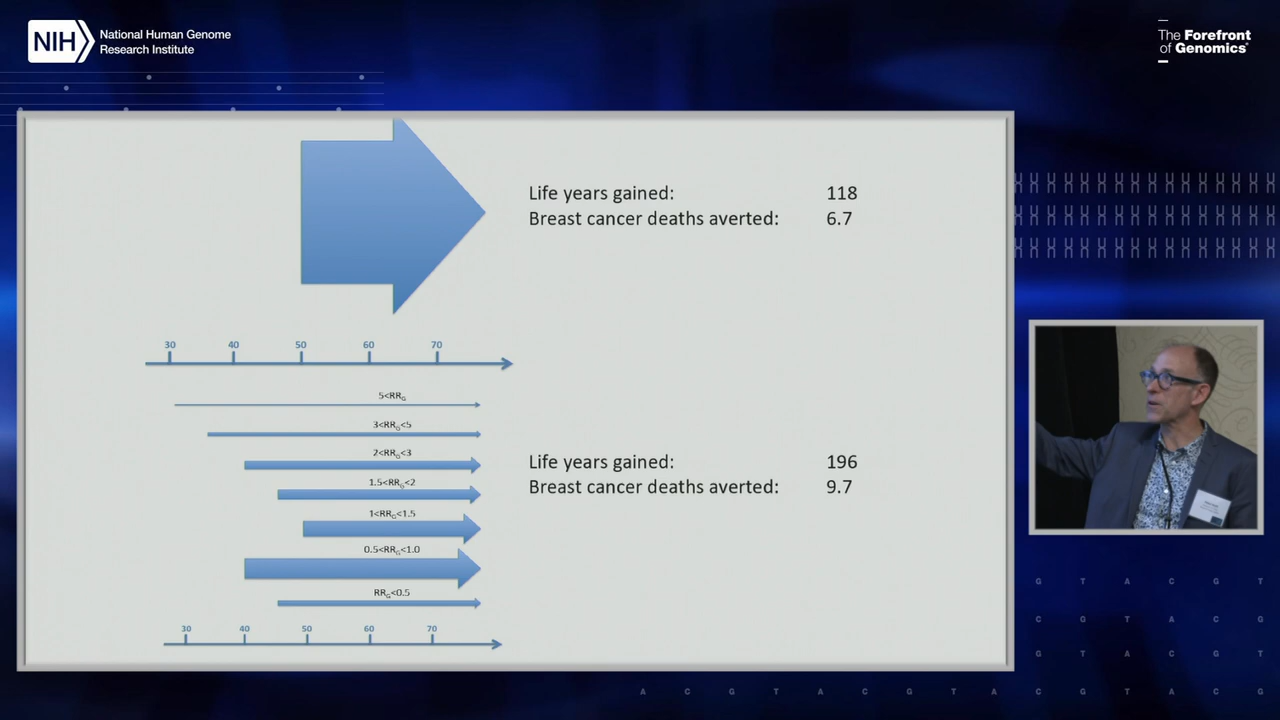 NIH
National Human Genome
Research Institute
The Forefront
of Genomics®
Life years gained: 118
Breast cancer deaths averted: 6.7
30 40 50 60 70
5<RRG
3<RRG<5
2<RRG<3
1.5<RRG<2
1<RRG<1.5
0.5<RRG<1.0
RRG<0.5
Life years gained: 196
Breast cancer deaths averted: 9.7
30 40 50 60 70
G T A C G T
C G T A C G
G T A C G T
A C G T A C G T A C G T A C G